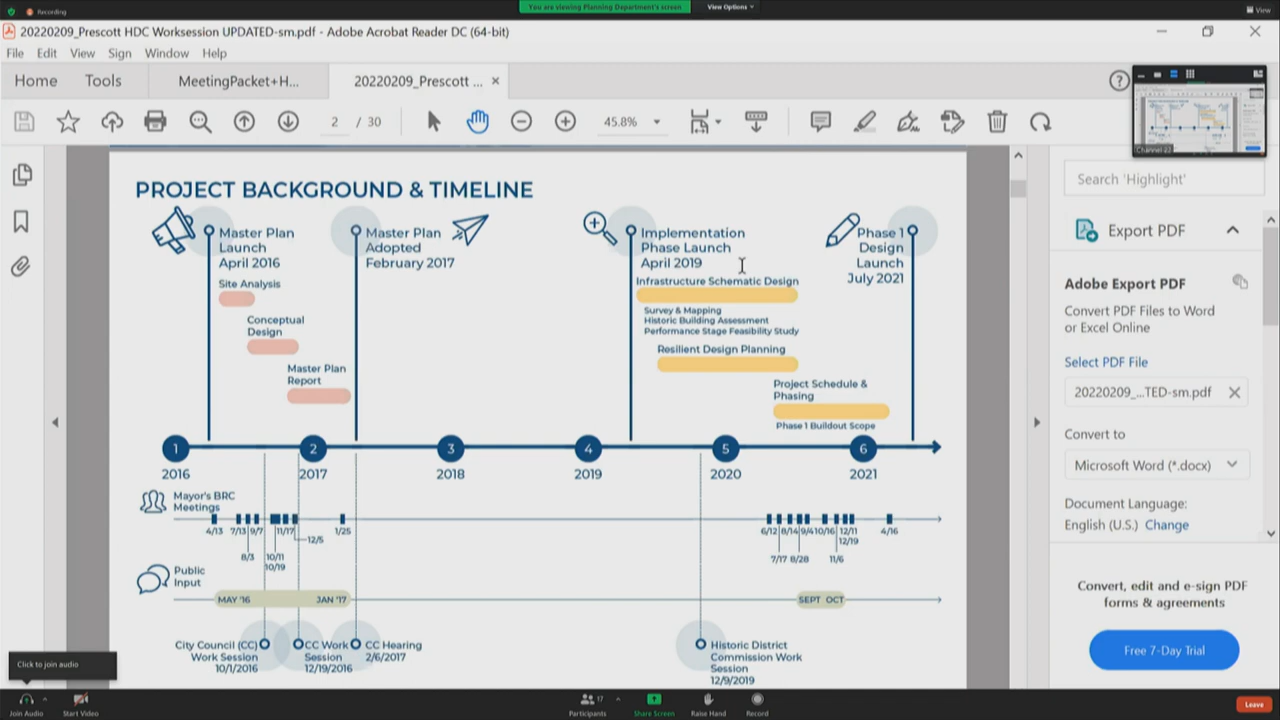 Recording
You are viewing Planning Department's screen
View Options
View
20220209_Prescott HDC Worksession UPDATED-sm.pdf - Adobe Acrobat Reader DC (64-bit)
File Edit View Sign Window Help
Home Tools MeetingPacket+H... 20220209_Prescott ...
2 / 30 45.8%
Channel 22
Search 'Highlight'
Export PDF
Adobe Export PDF
Convert PDF Files to Word
or Excel Online
Select PDF File
20220209_...TED-sm.pdf
Convert to
Microsoft Word (*.docx)
Document Language:
English (U.S.) Change
Convert, edit and e-sign PDF
forms & agreements
Free 7-Day Trial
PROJECT BACKGROUND & TIMELINE
Master Plan
Launch
April 2016
Master Plan
Adopted
February 2017
Implementation
Phase Launch
April 2019
Phase 1
Design
Launch
July 2021
Site Analysis
Conceptual
Design
Master Plan
Report
Infrastructure Schematic Design
Survey & Mapping
Historic Building Assessment
Performance Stage Feasibility Study
Resilient Design Planning
Project Schedule &
Phasing
Phase 1 Buildout Scope
1 2 3 4 5 6
2016 2017 2018 2019 2020 2021
Mayor's BRC
Meetings
4/13 7/13 9/7 11/17 1/25 6/12 8/14 9/4 10/16 12/11 4/16
12/5 12/19
8/3 10/11 7/17 8/28 11/6
10/19
Public
Input
MAY '16 JAN '17 SEPT OCT
City Council (CC)
Work Session
10/1/2016
CC Work
Session
12/19/2016
CC Hearing
2/6/2017
Historic District
Commission Work
Session
12/9/2019
Click to join audio
Join Audio Start Video Participants 17 Share Screen Raise Hand Record Leave